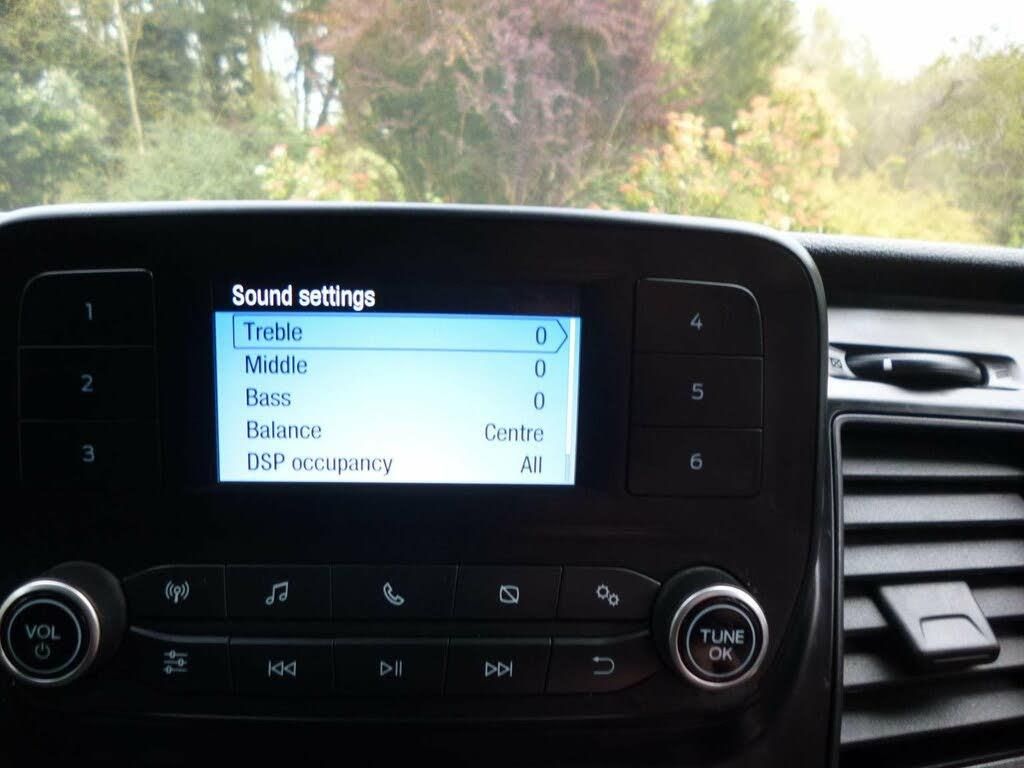 Sound settings
Treble 0
Middle 0
Bass 0
Balance Centre
DSP occupancy All
1
2
3
4
5
6
VOL
TUNE
OK